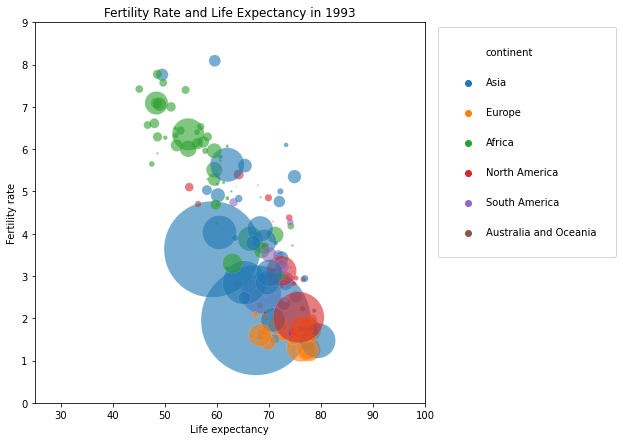 Fertility Rate and Life Expectancy in 1993
9
8
7
6
5
4
3
2
1
0
Fertility rate
30 40 50 60 70 80 90 100
Life expectancy
continent
Asia
Europe
Africa
North America
South America
Australia and Oceania